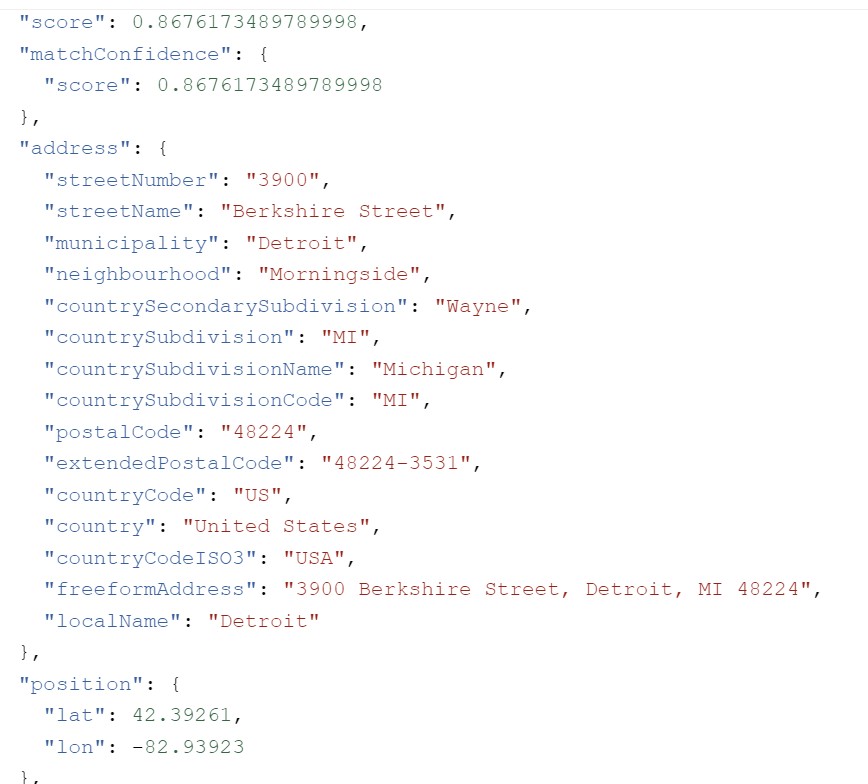 "score": 0.8676173489789998,
"matchConfidence": {
"score": 0.8676173489789998
},
"address": {
"streetNumber": "3900",
"streetName": "Berkshire Street",
"municipality": "Detroit",
"neighbourhood": "Morningside",
"countrySecondarySubdivision": "Wayne",
"countrySubdivision": "MI",
"countrySubdivisionName": "Michigan",
"countrySubdivisionCode": "MI",
"postalCode": "48224",
"extendedPostalCode": "48224-3531",
"countryCode": "US",
"country": "United States",
"countryCodeISO3": "USA",
"freeformAddress": "3900 Berkshire Street, Detroit, MI 48224",
"localName": "Detroit"
},
"position": {
"lat": 42.39261,
"lon": -82.93923
},